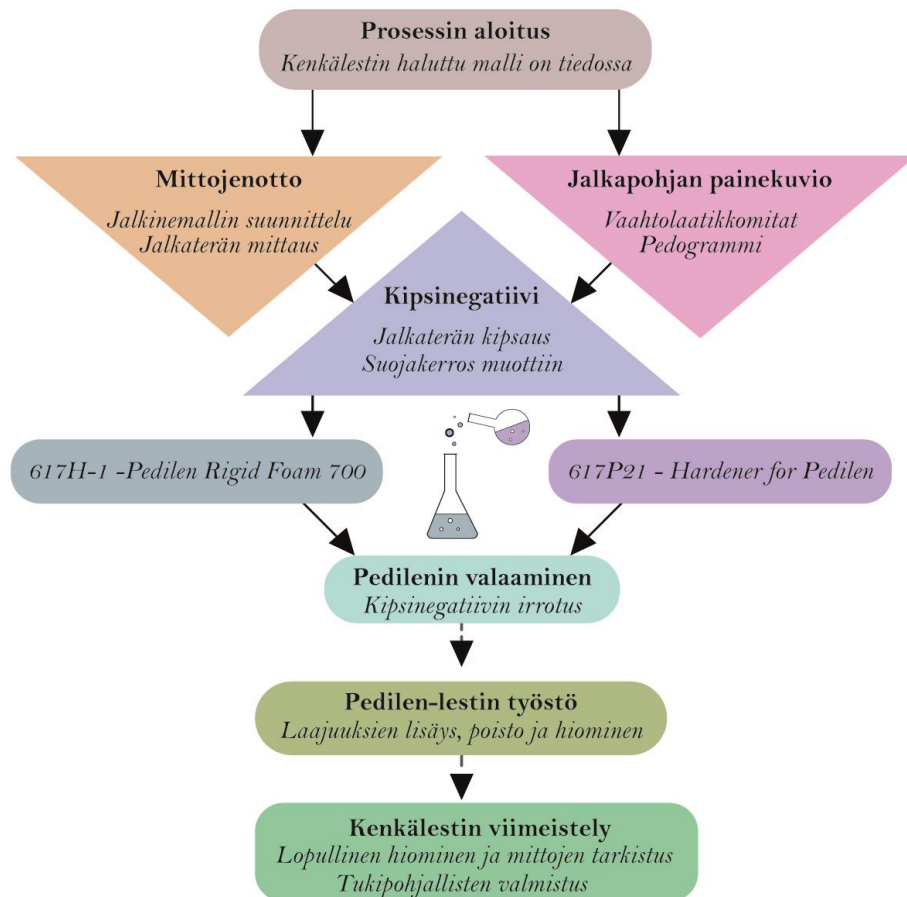 Prosessin aloitus
Kenkälestin haluttu malli on tiedossa
Mittojenotto
Jalkinemallin suunnittelu
Jalkaterän mittaus
Jalkapohjan painekuvio
Vaahtolaatikkomitat
Pedogrammi
Kipsinegatiivi
Jalkaterän kipsaus
Suojakerros muottiin
617H-1 -Pedilen Rigid Foam 700
617P21 - Hardener for Pedilen
Pedilenin valaaminen
Kipsinegatiivin irrotus
Pedilen-lestin työstö
Laajuuksien lisäys, poisto ja hiominen
Kenkälestin viimeistely
Lopullinen hiominen ja mittojen tarkistus
Tukipohjallisten valmistus